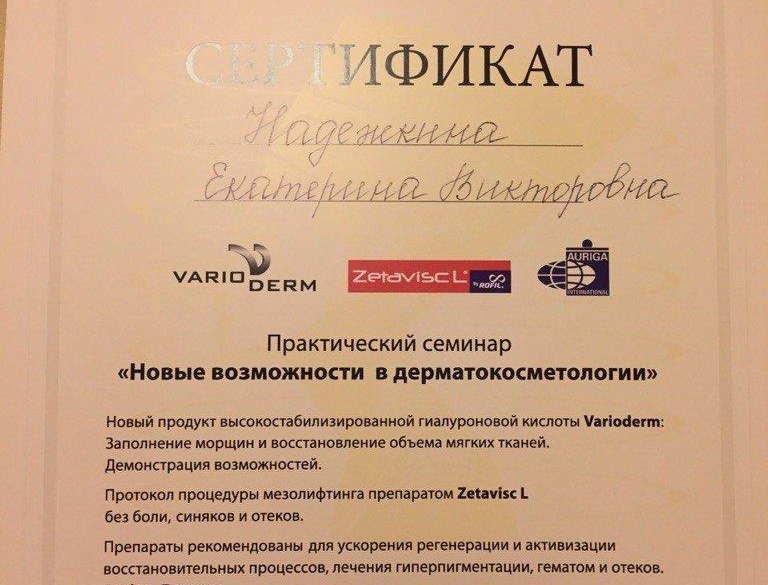 СЕРТИФИКАТ
Надежкина
Екатерина Викторовна
VARIO DERM
Zetavisc L® by ROFIL®
AURIGA
INTERNATIONAL
Практический семинар
«Новые возможности в дерматокосметологии»
Новый продукт высокостабилизированной гиалуроновой кислоты Varioderm:
Заполнение морщин и восстановление объема мягких тканей.
Демонстрация возможностей.
Протокол процедуры мезолифтинга препаратом Zetavisc L
без боли, синяков и отеков.
Препараты рекомендованы для ускорения регенерации и активизации
восстановительных процессов, лечения гиперпигментации, гематом и отеков.